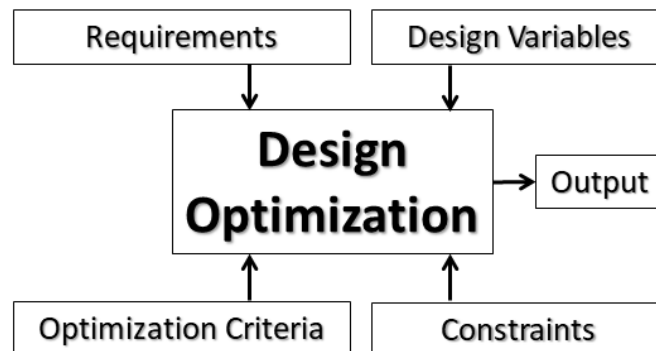 Requirements
Design Variables
Design
Optimization
Output
Optimization Criteria
Constraints